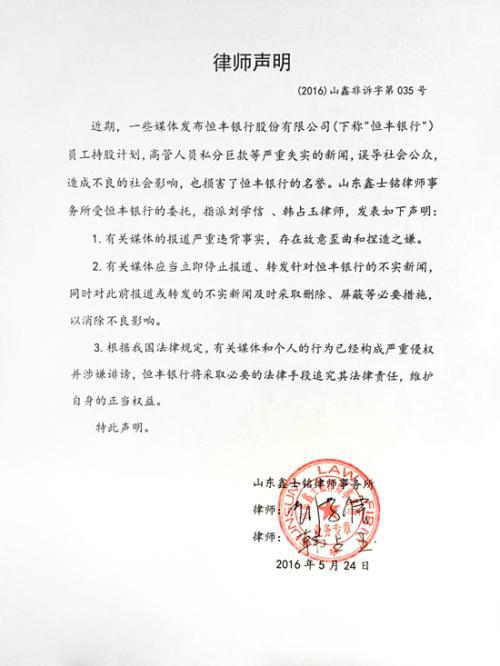 律师声明
(2016)山鑫非诉字第 035 号
近期，一些媒体发布恒丰银行股份有限公司(下称"恒丰银行")
员工持股计划，高管人员私分巨款等严重失实的新闻，误导社会公众，
造成不良的社会影响，也损害了恒丰银行的名誉。山东鑫士铭律师事
务所受恒丰银行的委托，指派刘学信 、韩占玉律师，发表如下声明：
1.有关媒体的报道严重违背事实，存在故意歪曲和捏造之嫌。
2.有关媒体应当立即停止报道、转发针对恒丰银行的不实新闻，
同时对此前报道或转发的不实新闻及时采取删除、屏蔽等必要措施，
以消除不良影响。
3.根据我国法律规定，有关媒体和个人的行为已经构成严重侵权
并涉嫌诽谤，恒丰银行将采取必要的法律手段追究其法律责任，维护
自身的正当权益。
特此声明。
山东鑫士铭律师事务所
LAW FIRM
业务专章
律师：刘学信
律师：韩占玉
2016 年 5 月 24 日